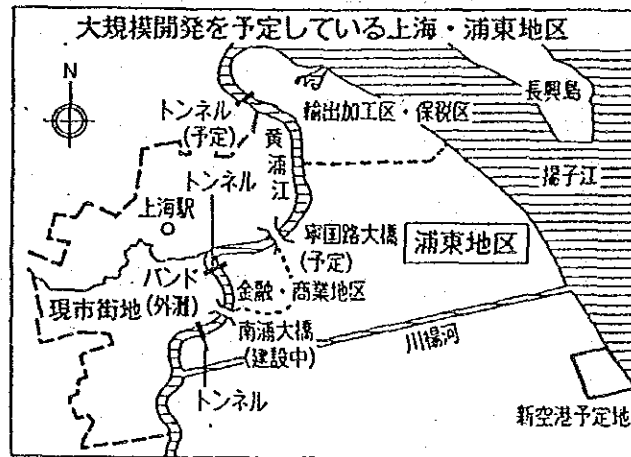 大規模開発を予定している上海・浦東地区
N
長興島
トンネル
(予定)
輸出加工区・保税区
黄浦江
揚子江
トンネル
上海駅
寧国路大橋
(予定)
浦東地区
バンド
(外灘)
現市街地
金融・商業地区
南浦大橋
(建設中)
川揚河
トンネル
新空港予定地